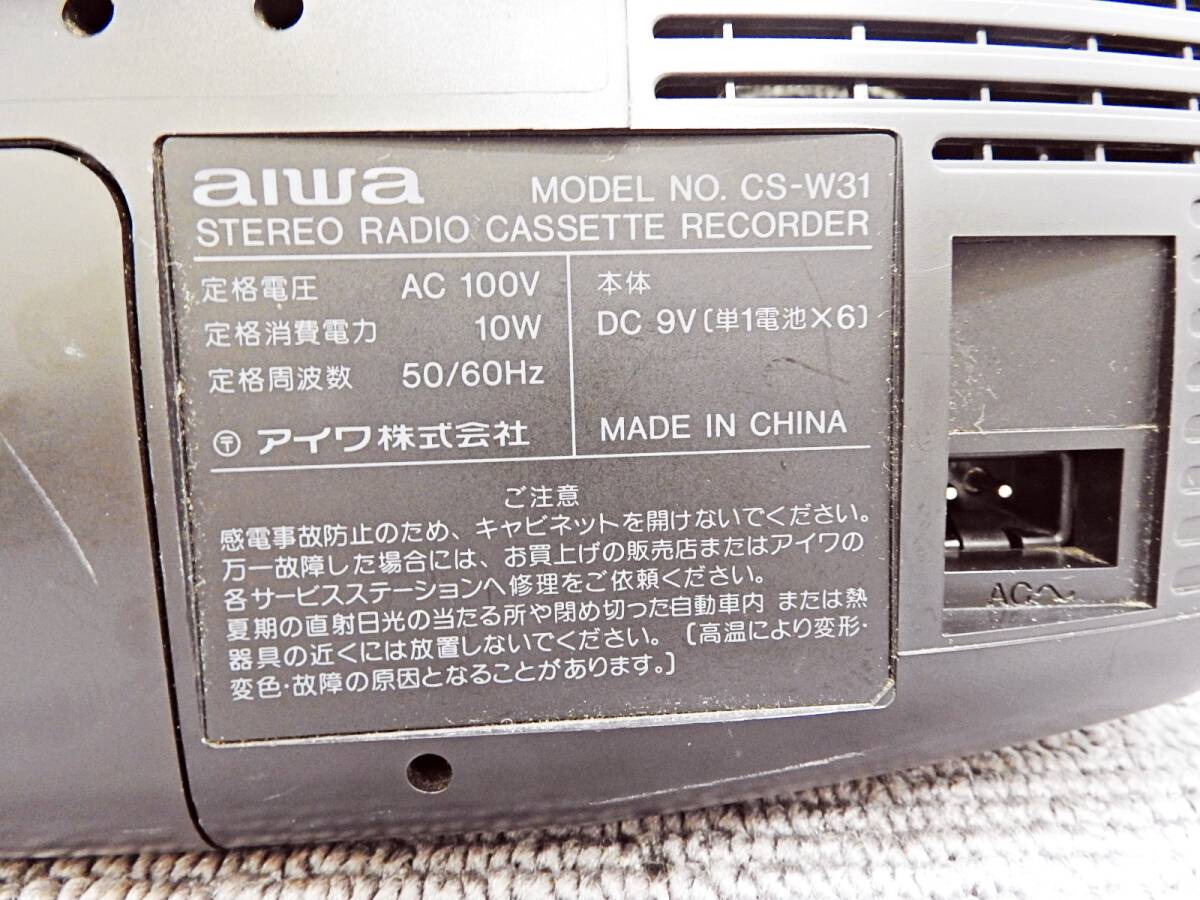 aiwa MODEL NO. CS-W31
STEREO RADIO CASSETTE RECORDER
定格電圧 AC 100V
定格消費電力 10W
定格周波数 50/60Hz
〶 アイワ株式会社
本体
DC 9V〔単1電池×6〕
MADE IN CHINA
ご注意
感電事故防止のため、キャビネットを開けないでください。
万一故障した場合には、お買上げの販売店またはアイワの
各サービスステーションへ修理をご依頼ください。
夏期の直射日光の当たる所や閉め切った自動車内 または熱
器具の近くには放置しないでください。〔高温により変形・
変色・故障の原因となることがあります。〕
AC～